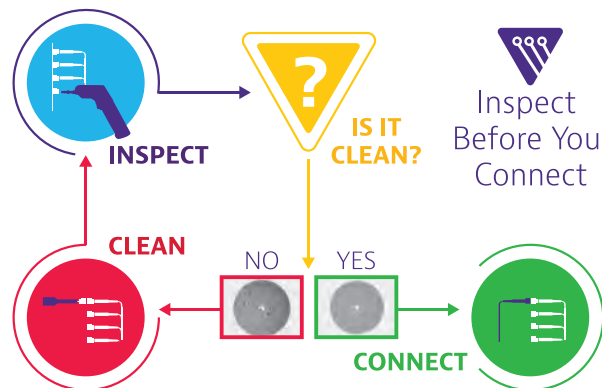 ?
INSPECT
IS IT
CLEAN?
Inspect
Before You
Connect
CLEAN
NO
YES
CONNECT